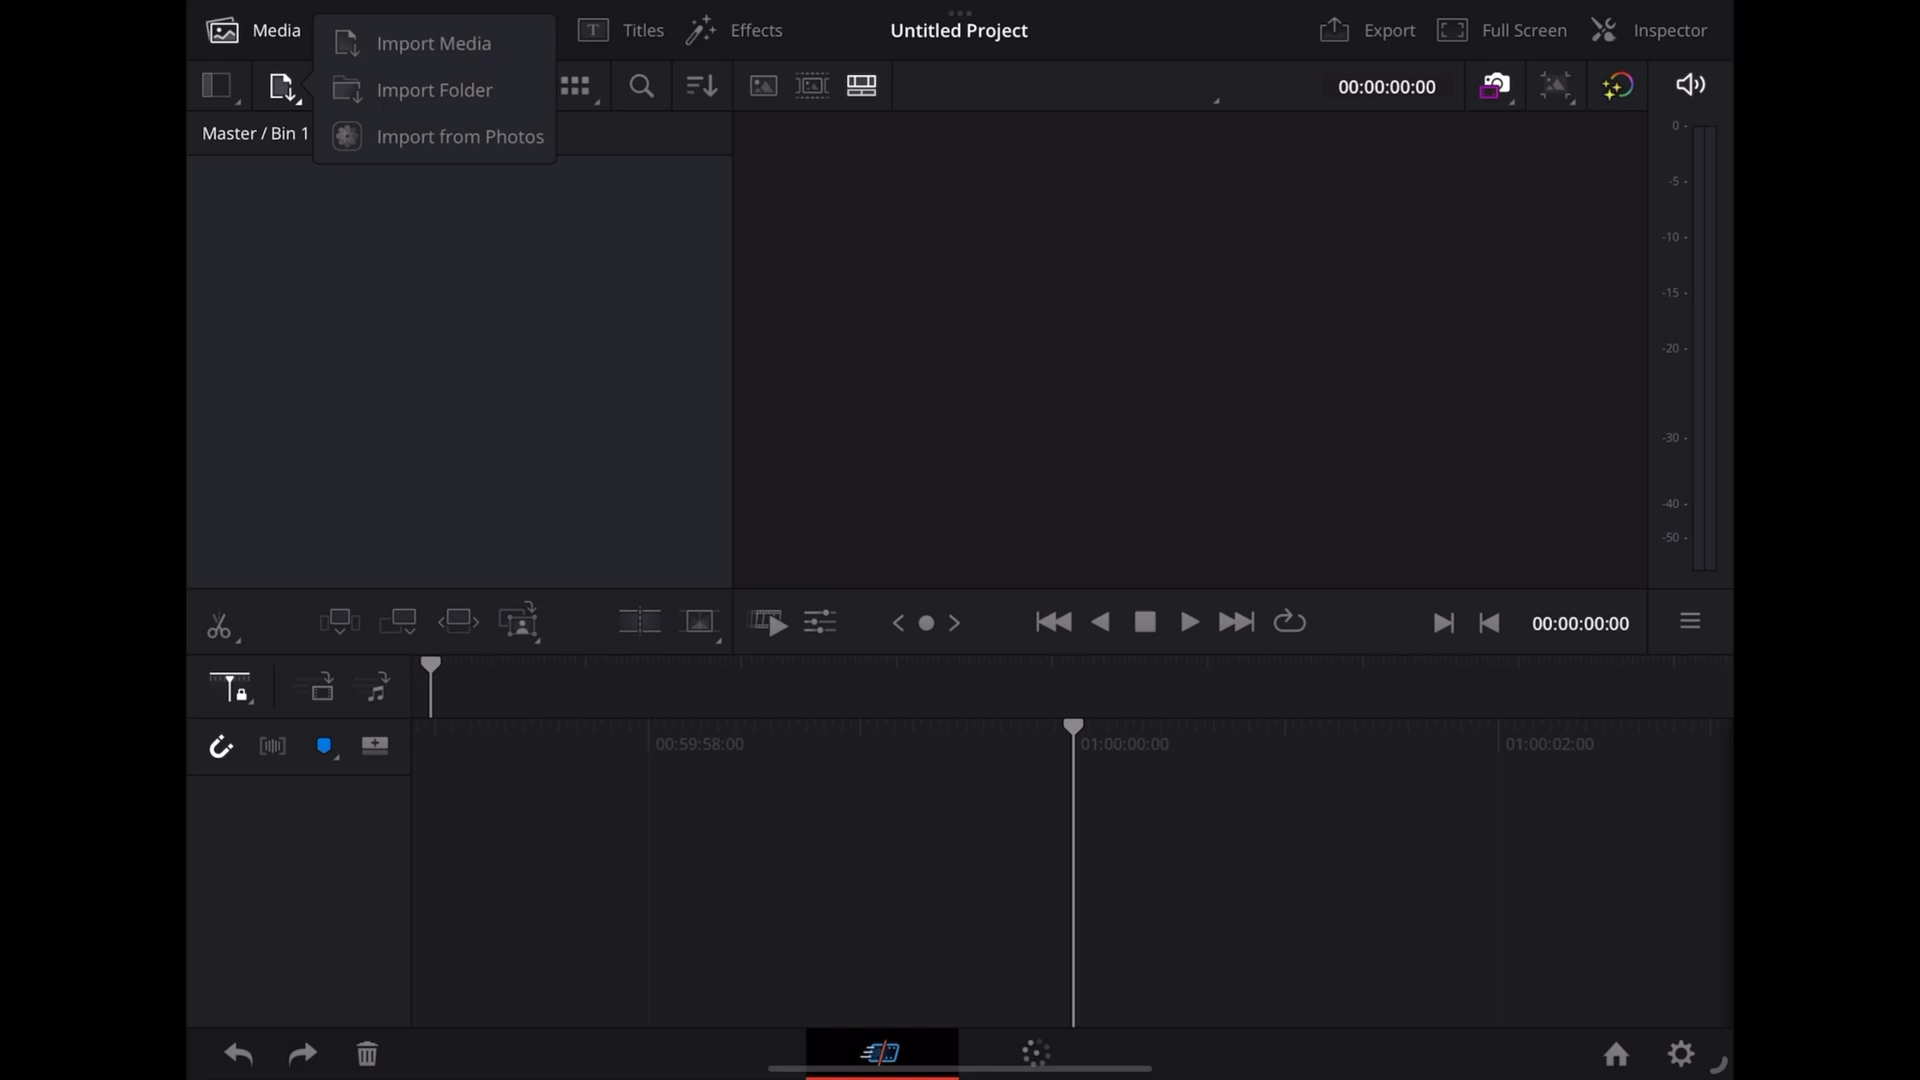 Media
Import Media
Import Folder
Import from Photos
T
Titles
Effects
Untitled Project
Export
Full Screen
Inspector
00:00:00:00
Master / Bin 1
0
-5
-10
-15
-20
-30
-40
-50
00:00:00:00
00:59:58:00
01:00:00:00
01:00:02:00